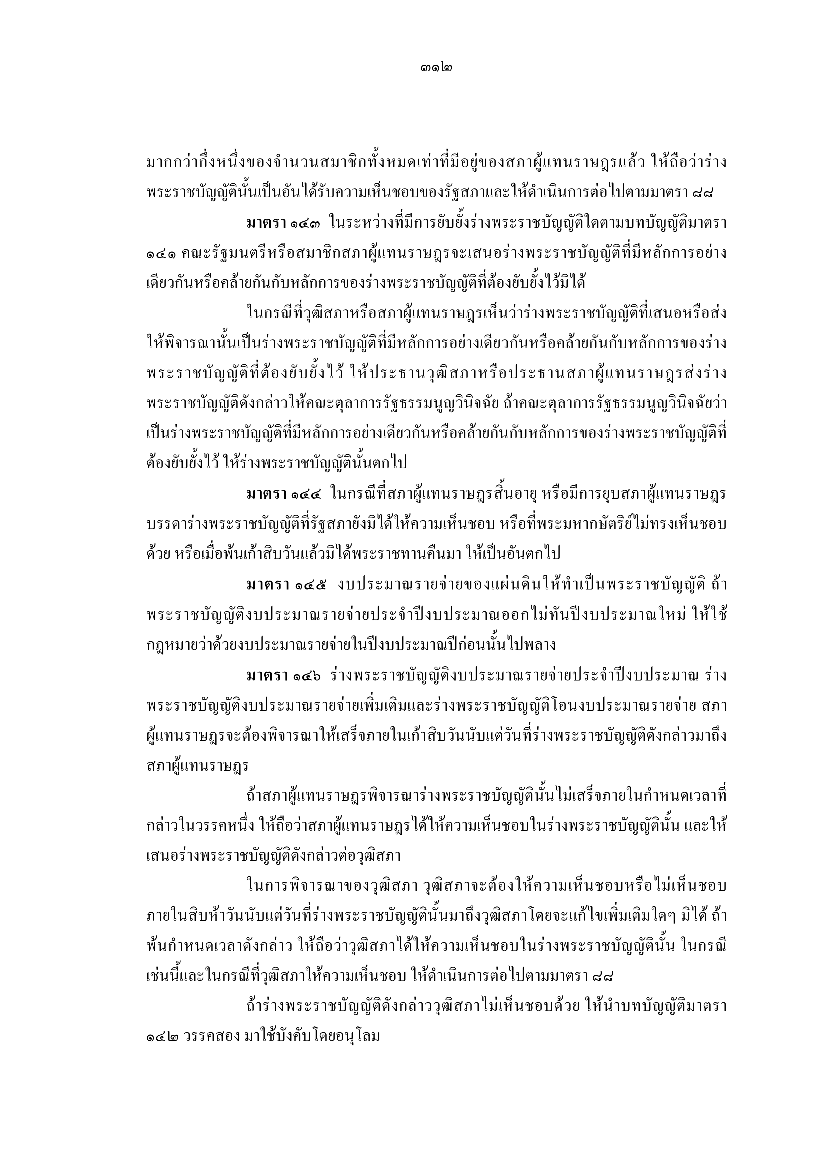 ๓๑๒
มากกว่ากึ่งหนึ่งของจำนวนสมาชิกทั้งหมดเท่าที่มีอยู่ของสภาผู้แทนราษฎรแล้ว ให้ถือว่าร่าง
พระราชบัญญัตินั้นเป็นอันได้รับความเห็นชอบของรัฐสภาและให้ดำเนินการต่อไปตามมาตรา ๘๘
มาตรา ๑๔๓ ในระหว่างที่มีการยับยั้งร่างพระราชบัญญัติใดตามบทบัญญัติมาตรา
๑๔๑ คณะรัฐมนตรีหรือสมาชิกสภาผู้แทนราษฎรจะเสนอร่างพระราชบัญญัติที่มีหลักการอย่าง
เดียวกันหรือคล้ายกันกับหลักการของร่างพระราชบัญญัติที่ต้องยับยั้งไว้มิได้
ในกรณีที่วุฒิสภาหรือสภาผู้แทนราษฎรเห็นว่าร่างพระราชบัญญัติที่เสนอหรือส่ง
ให้พิจารณานั้นเป็นร่างพระราชบัญญัติที่มีหลักการอย่างเดียวกันหรือคล้ายกันกับหลักการของร่าง
พระราชบัญญัติที่ต้องยับยั้งไว้ ให้ประธานวุฒิสภาหรือประธานสภาผู้แทนราษฎรส่งร่าง
พระราชบัญญัติดังกล่าวให้คณะตุลาการรัฐธรรมนูญวินิจฉัย ถ้าคณะตุลาการรัฐธรรมนูญวินิจฉัยว่า
เป็นร่างพระราชบัญญัติที่มีหลักการอย่างเดียวกันหรือคล้ายกันกับหลักการของร่างพระราชบัญญัติที่
ต้องยับยั้งไว้ ให้ร่างพระราชบัญญัตินั้นตกไป
มาตรา ๑๔๔ ในกรณีที่สภาผู้แทนราษฎรสิ้นอายุ หรือมีการยุบสภาผู้แทนราษฎร
บรรดาร่างพระราชบัญญัติที่รัฐสภายังมิได้ให้ความเห็นชอบ หรือที่พระมหากษัตริย์ไม่ทรงเห็นชอบ
ด้วย หรือเมื่อพ้นเก้าสิบวันแล้วมิได้พระราชทานคืนมา ให้เป็นอันตกไป
มาตรา ๑๔๕ งบประมาณรายจ่ายของแผ่นดินให้ทำเป็นพระราชบัญญัติ ถ้า
พระราชบัญญัติงบประมาณรายจ่ายประจำปีงบประมาณออกไม่ทันปีงบประมาณใหม่ ให้ใช้
กฎหมายว่าด้วยงบประมาณรายจ่ายในปีงบประมาณปีก่อนนั้นไปพลาง
มาตรา ๑๔๖ ร่างพระราชบัญญัติงบประมาณรายจ่ายประจำปีงบประมาณ ร่าง
พระราชบัญญัติงบประมาณรายจ่ายเพิ่มเติมและร่างพระราชบัญญัติโอนงบประมาณรายจ่าย สภา
ผู้แทนราษฎรจะต้องพิจารณาให้เสร็จภายในเก้าสิบวันนับแต่วันที่ร่างพระราชบัญญัติดังกล่าวมาถึง
สภาผู้แทนราษฎร
ถ้าสภาผู้แทนราษฎรพิจารณาร่างพระราชบัญญัตินั้นไม่เสร็จภายในกำหนดเวลาที่
กล่าวในวรรคหนึ่ง ให้ถือว่าสภาผู้แทนราษฎรได้ให้ความเห็นชอบในร่างพระราชบัญญัตินั้น และให้
เสนอร่างพระราชบัญญัติดังกล่าวต่อวุฒิสภา
ในการพิจารณาของวุฒิสภา วุฒิสภาจะต้องให้ความเห็นชอบหรือไม่เห็นชอบ
ภายในสิบห้าวันนับแต่วันที่ร่างพระราชบัญญัตินั้นมาถึงวุฒิสภาโดยจะแก้ไขเพิ่มเติมใดๆ มิได้ ถ้า
พ้นกำหนดเวลาดังกล่าว ให้ถือว่าวุฒิสภาได้ให้ความเห็นชอบในร่างพระราชบัญญัตินั้น ในกรณี
เช่นนี้และในกรณีที่วุฒิสภาให้ความเห็นชอบ ให้ดำเนินการต่อไปตามมาตรา ๘๘
ถ้าร่างพระราชบัญญัติดังกล่าววุฒิสภาไม่เห็นชอบด้วย ให้นำบทบัญญัติมาตรา
๑๔๒ วรรคสอง มาใช้บังคับโดยอนุโลม